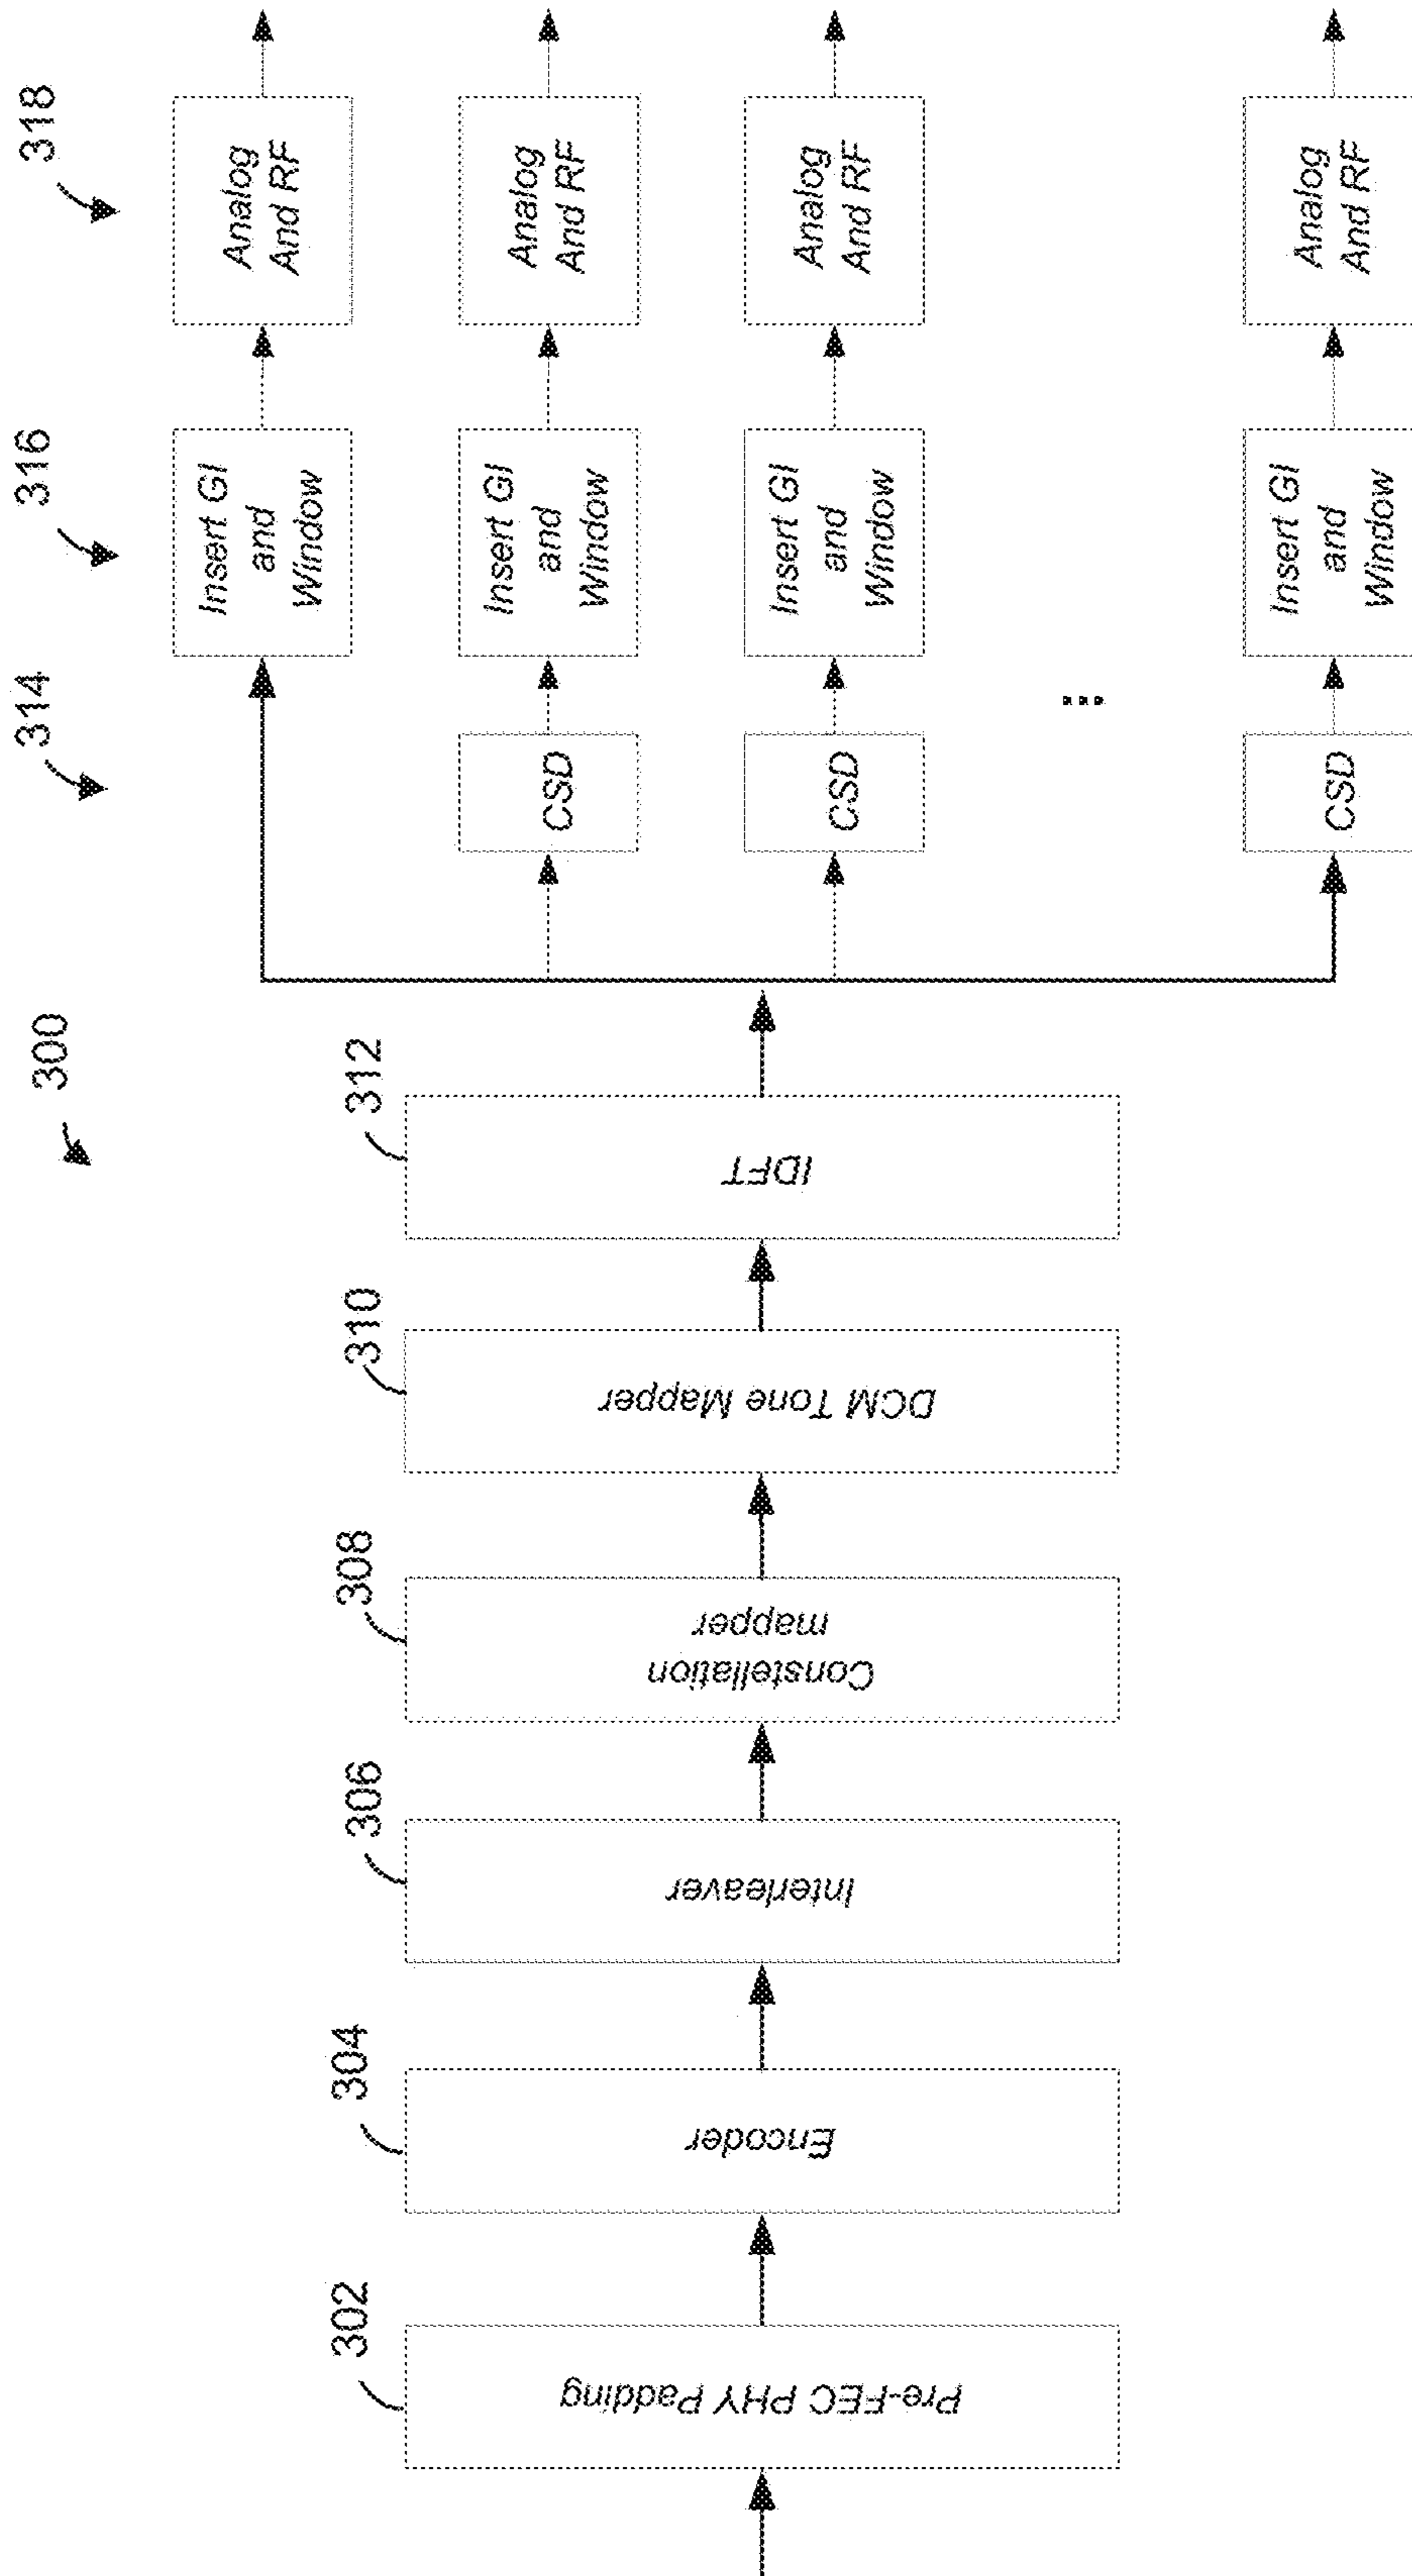 300
302
Pre-FEC PHY Padding
304
Encoder
306
Interleaver
308
Constellation
mapper
310
DCM Tone Mapper
312
IDFT
314
316
318
Insert GI
and
Window
Analog
And RF
CSD
Insert GI
and
Window
Analog
And RF
CSD
Insert GI
and
Window
Analog
And RF
...
CSD
Insert GI
and
Window
Analog
And RF